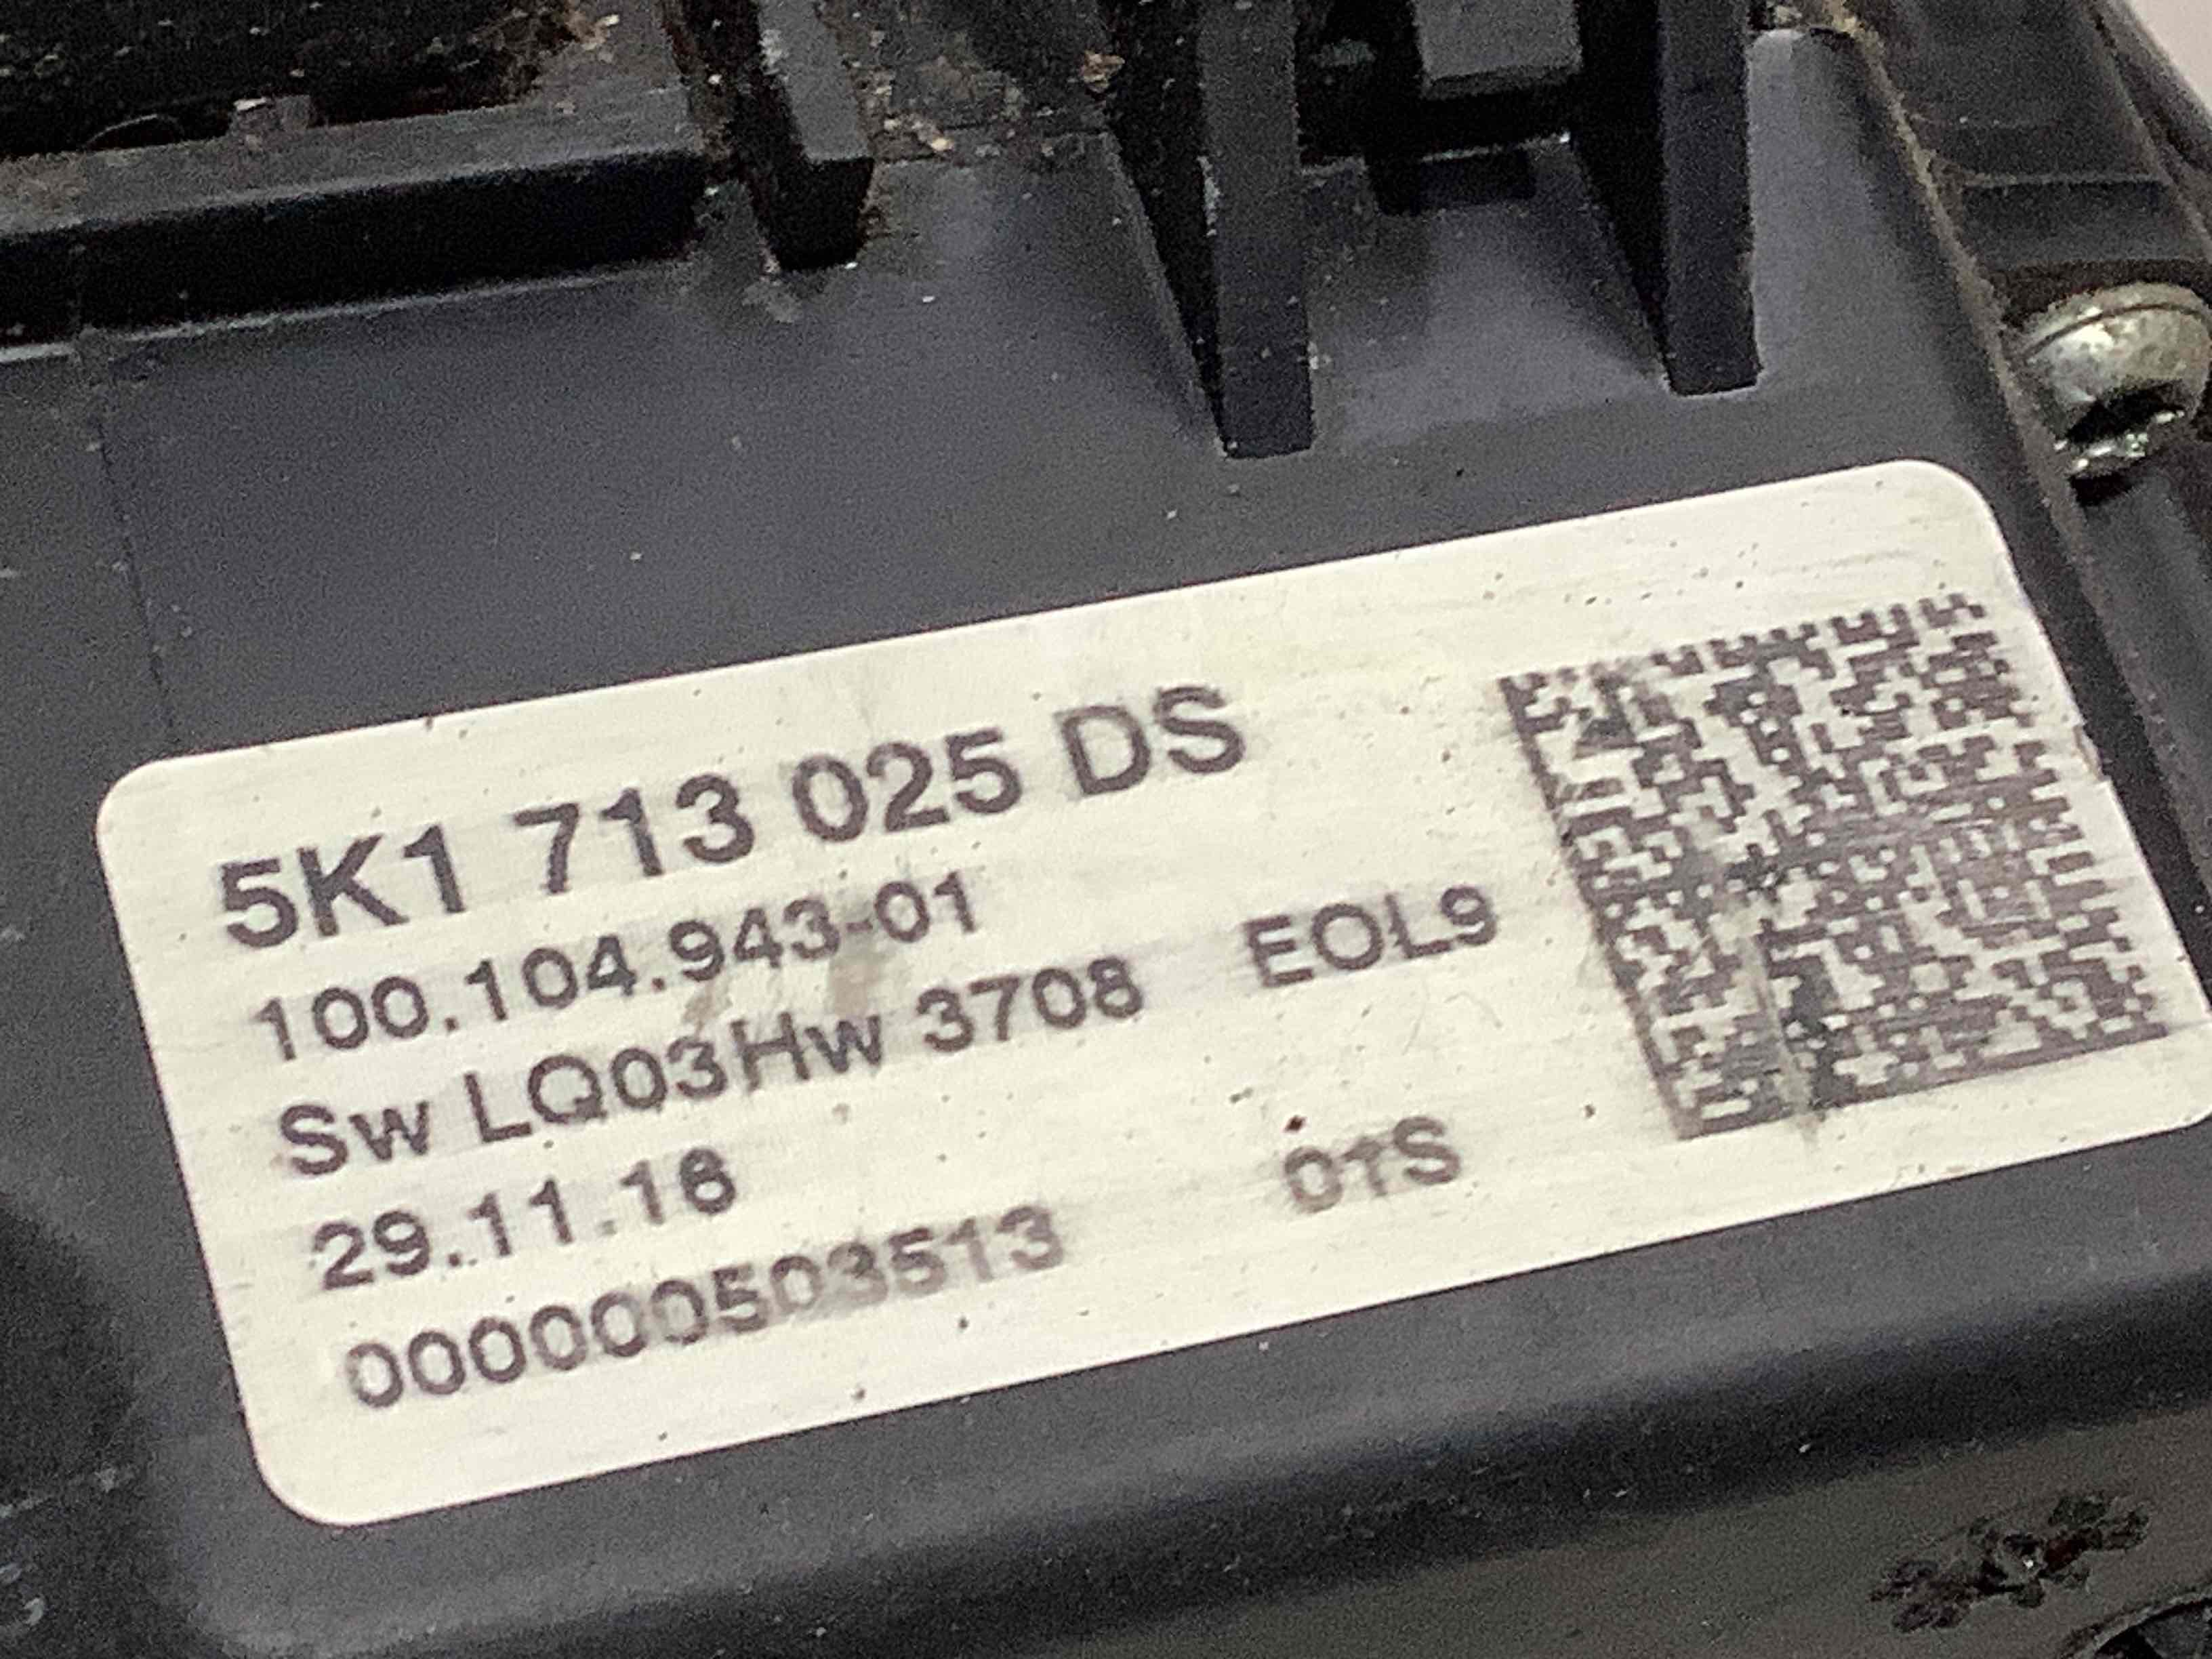 5K1 713 025 DS
100.104.943-01
Sw LQ03Hw 3708 EOL9
29.11.16
000000503513 01S